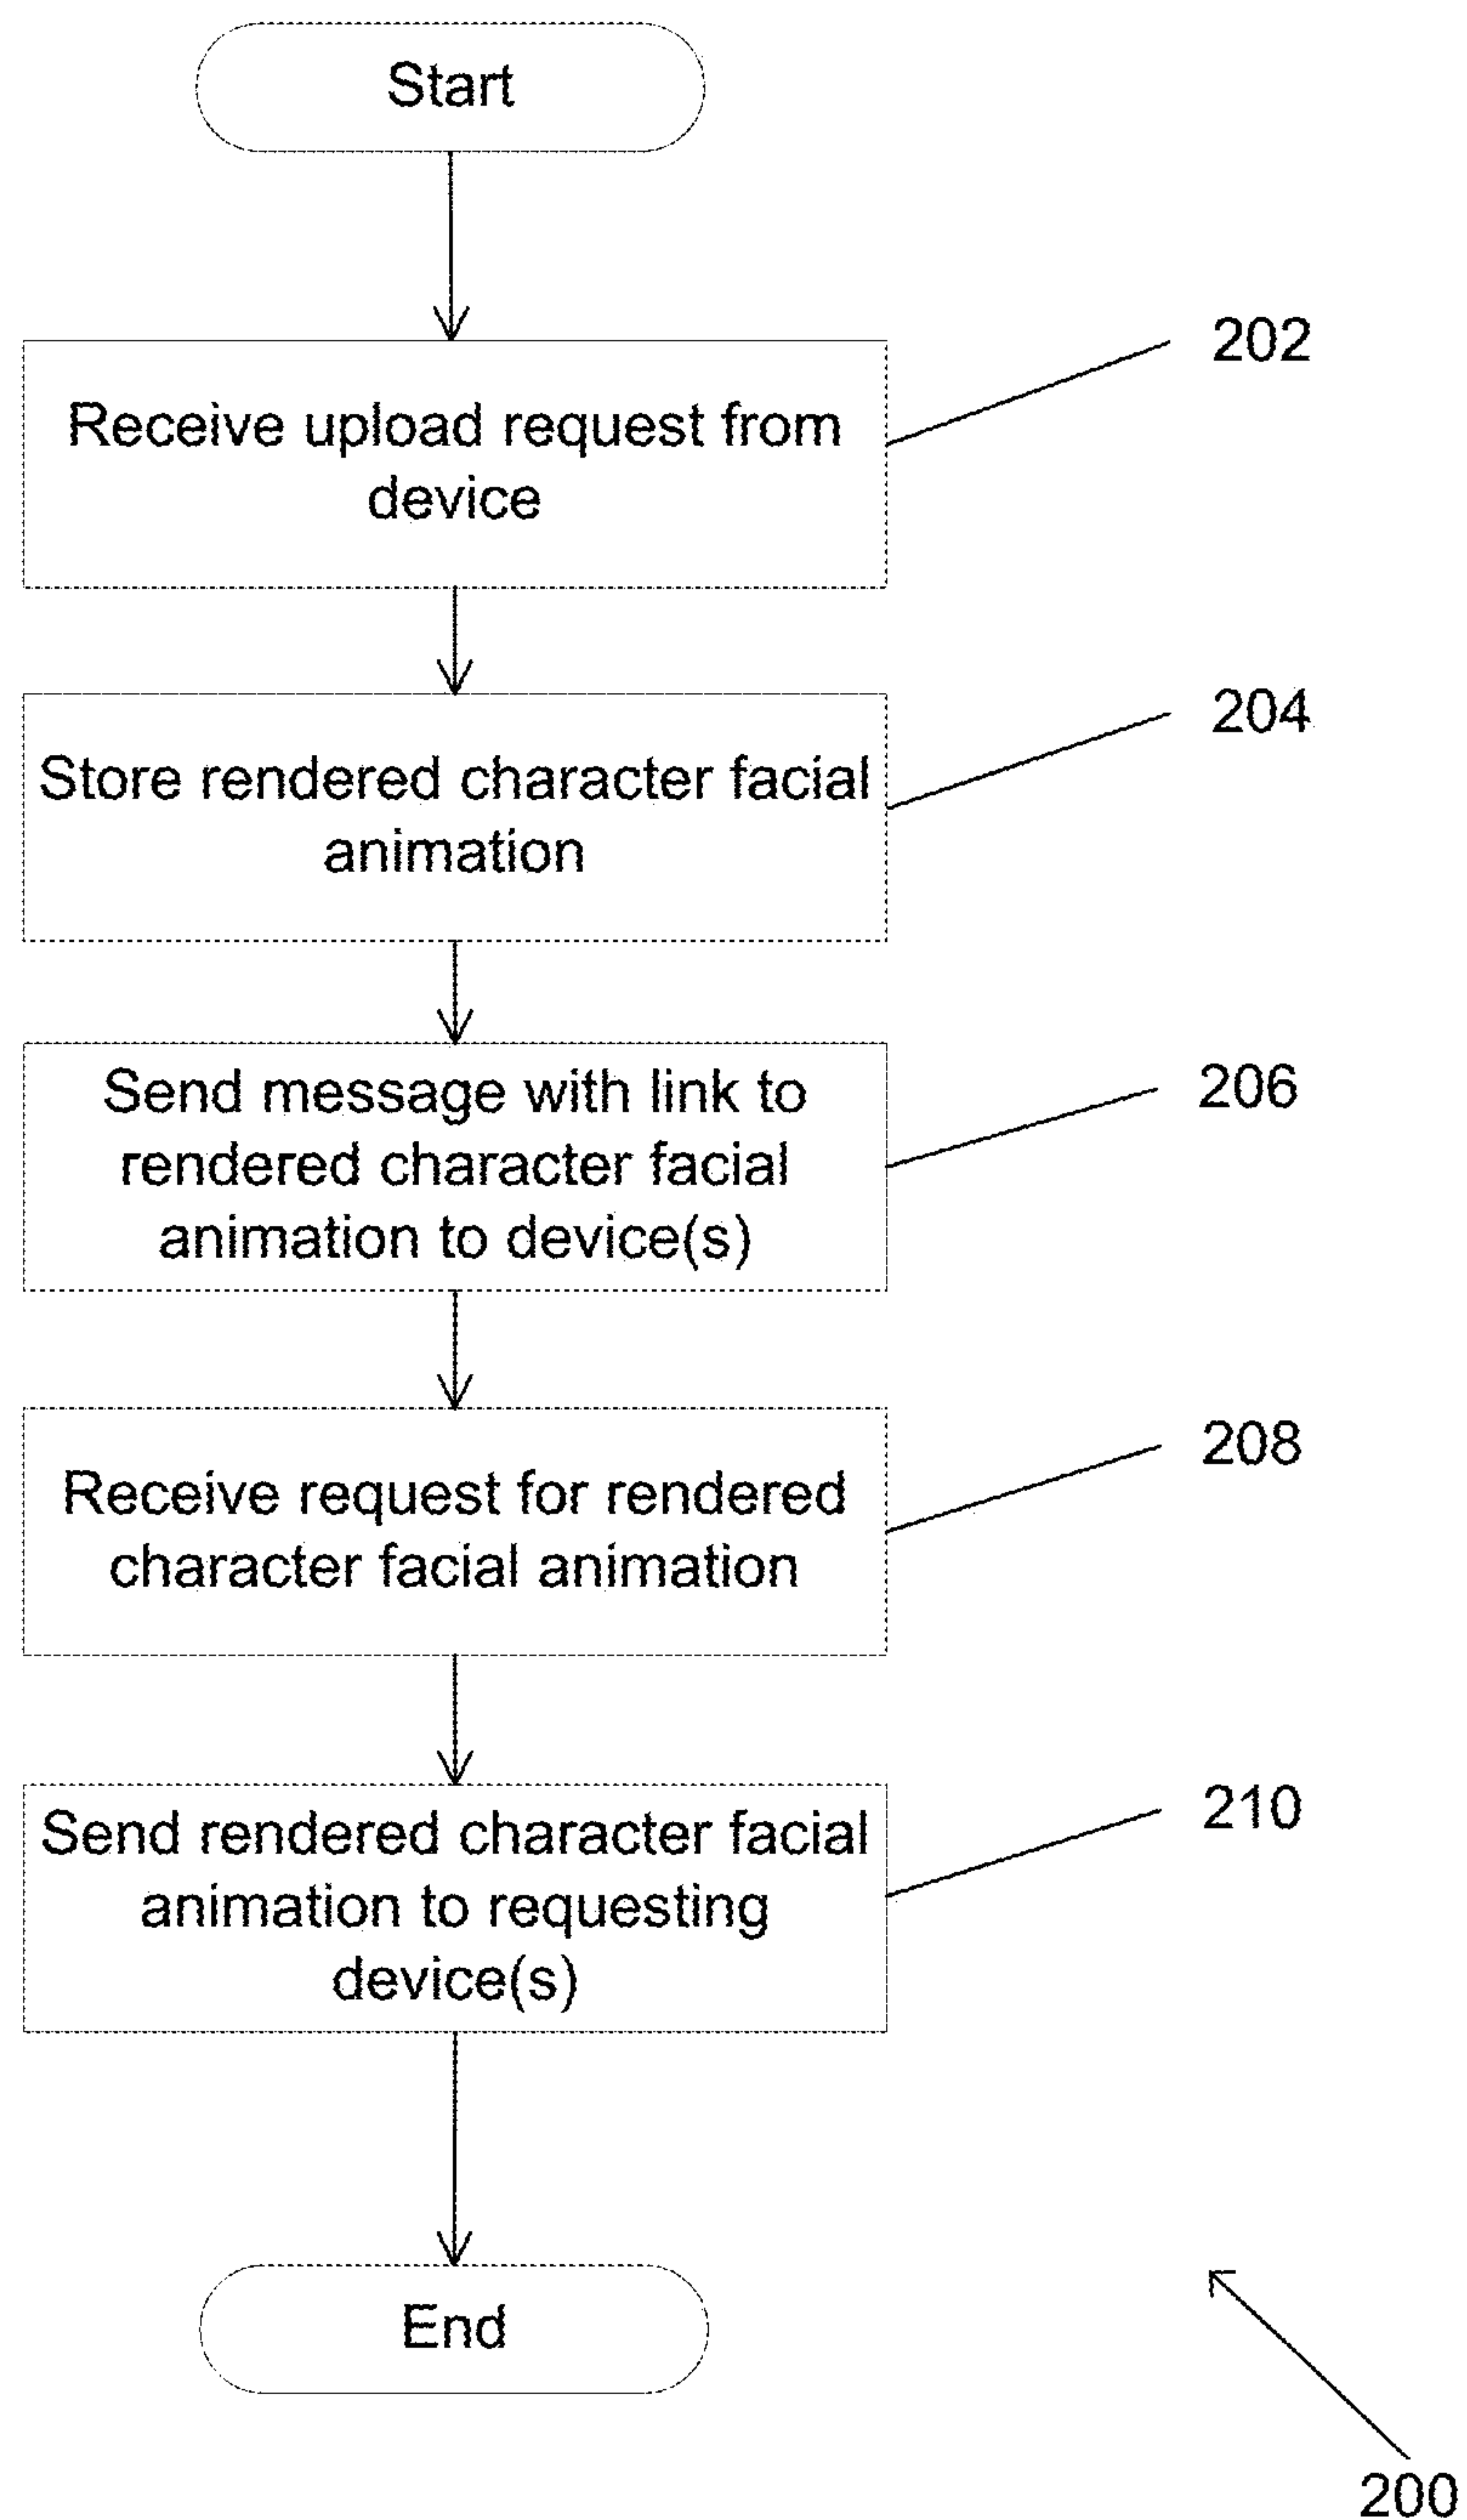 Start
202
Receive upload request from
device
204
Store rendered character facial
animation
206
Send message with link to
rendered character facial
animation to device(s)
208
Receive request for rendered
character facial animation
210
Send rendered character facial
animation to requesting
device(s)
End
200